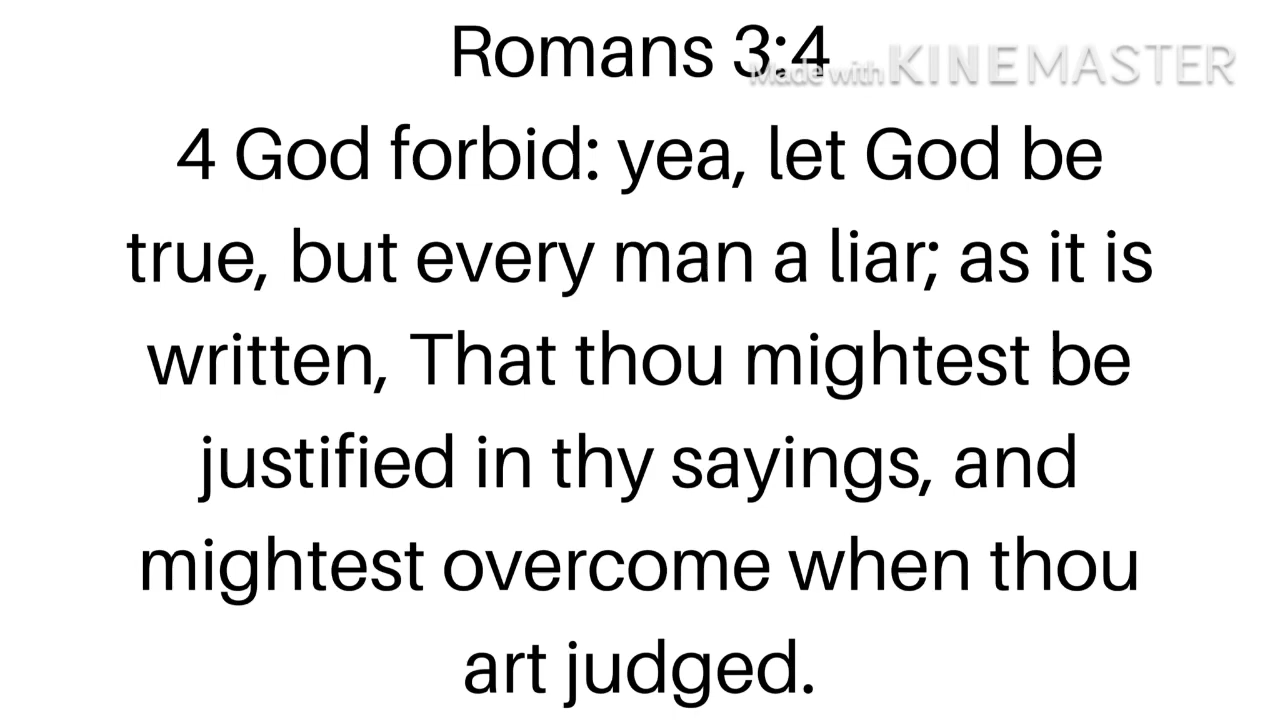 Romans 3:4
Made with KINEMASTER
4 God forbid: yea, let God be
true, but every man a liar; as it is
written, That thou mightest be
justified in thy sayings, and
mightest overcome when thou
art judged.